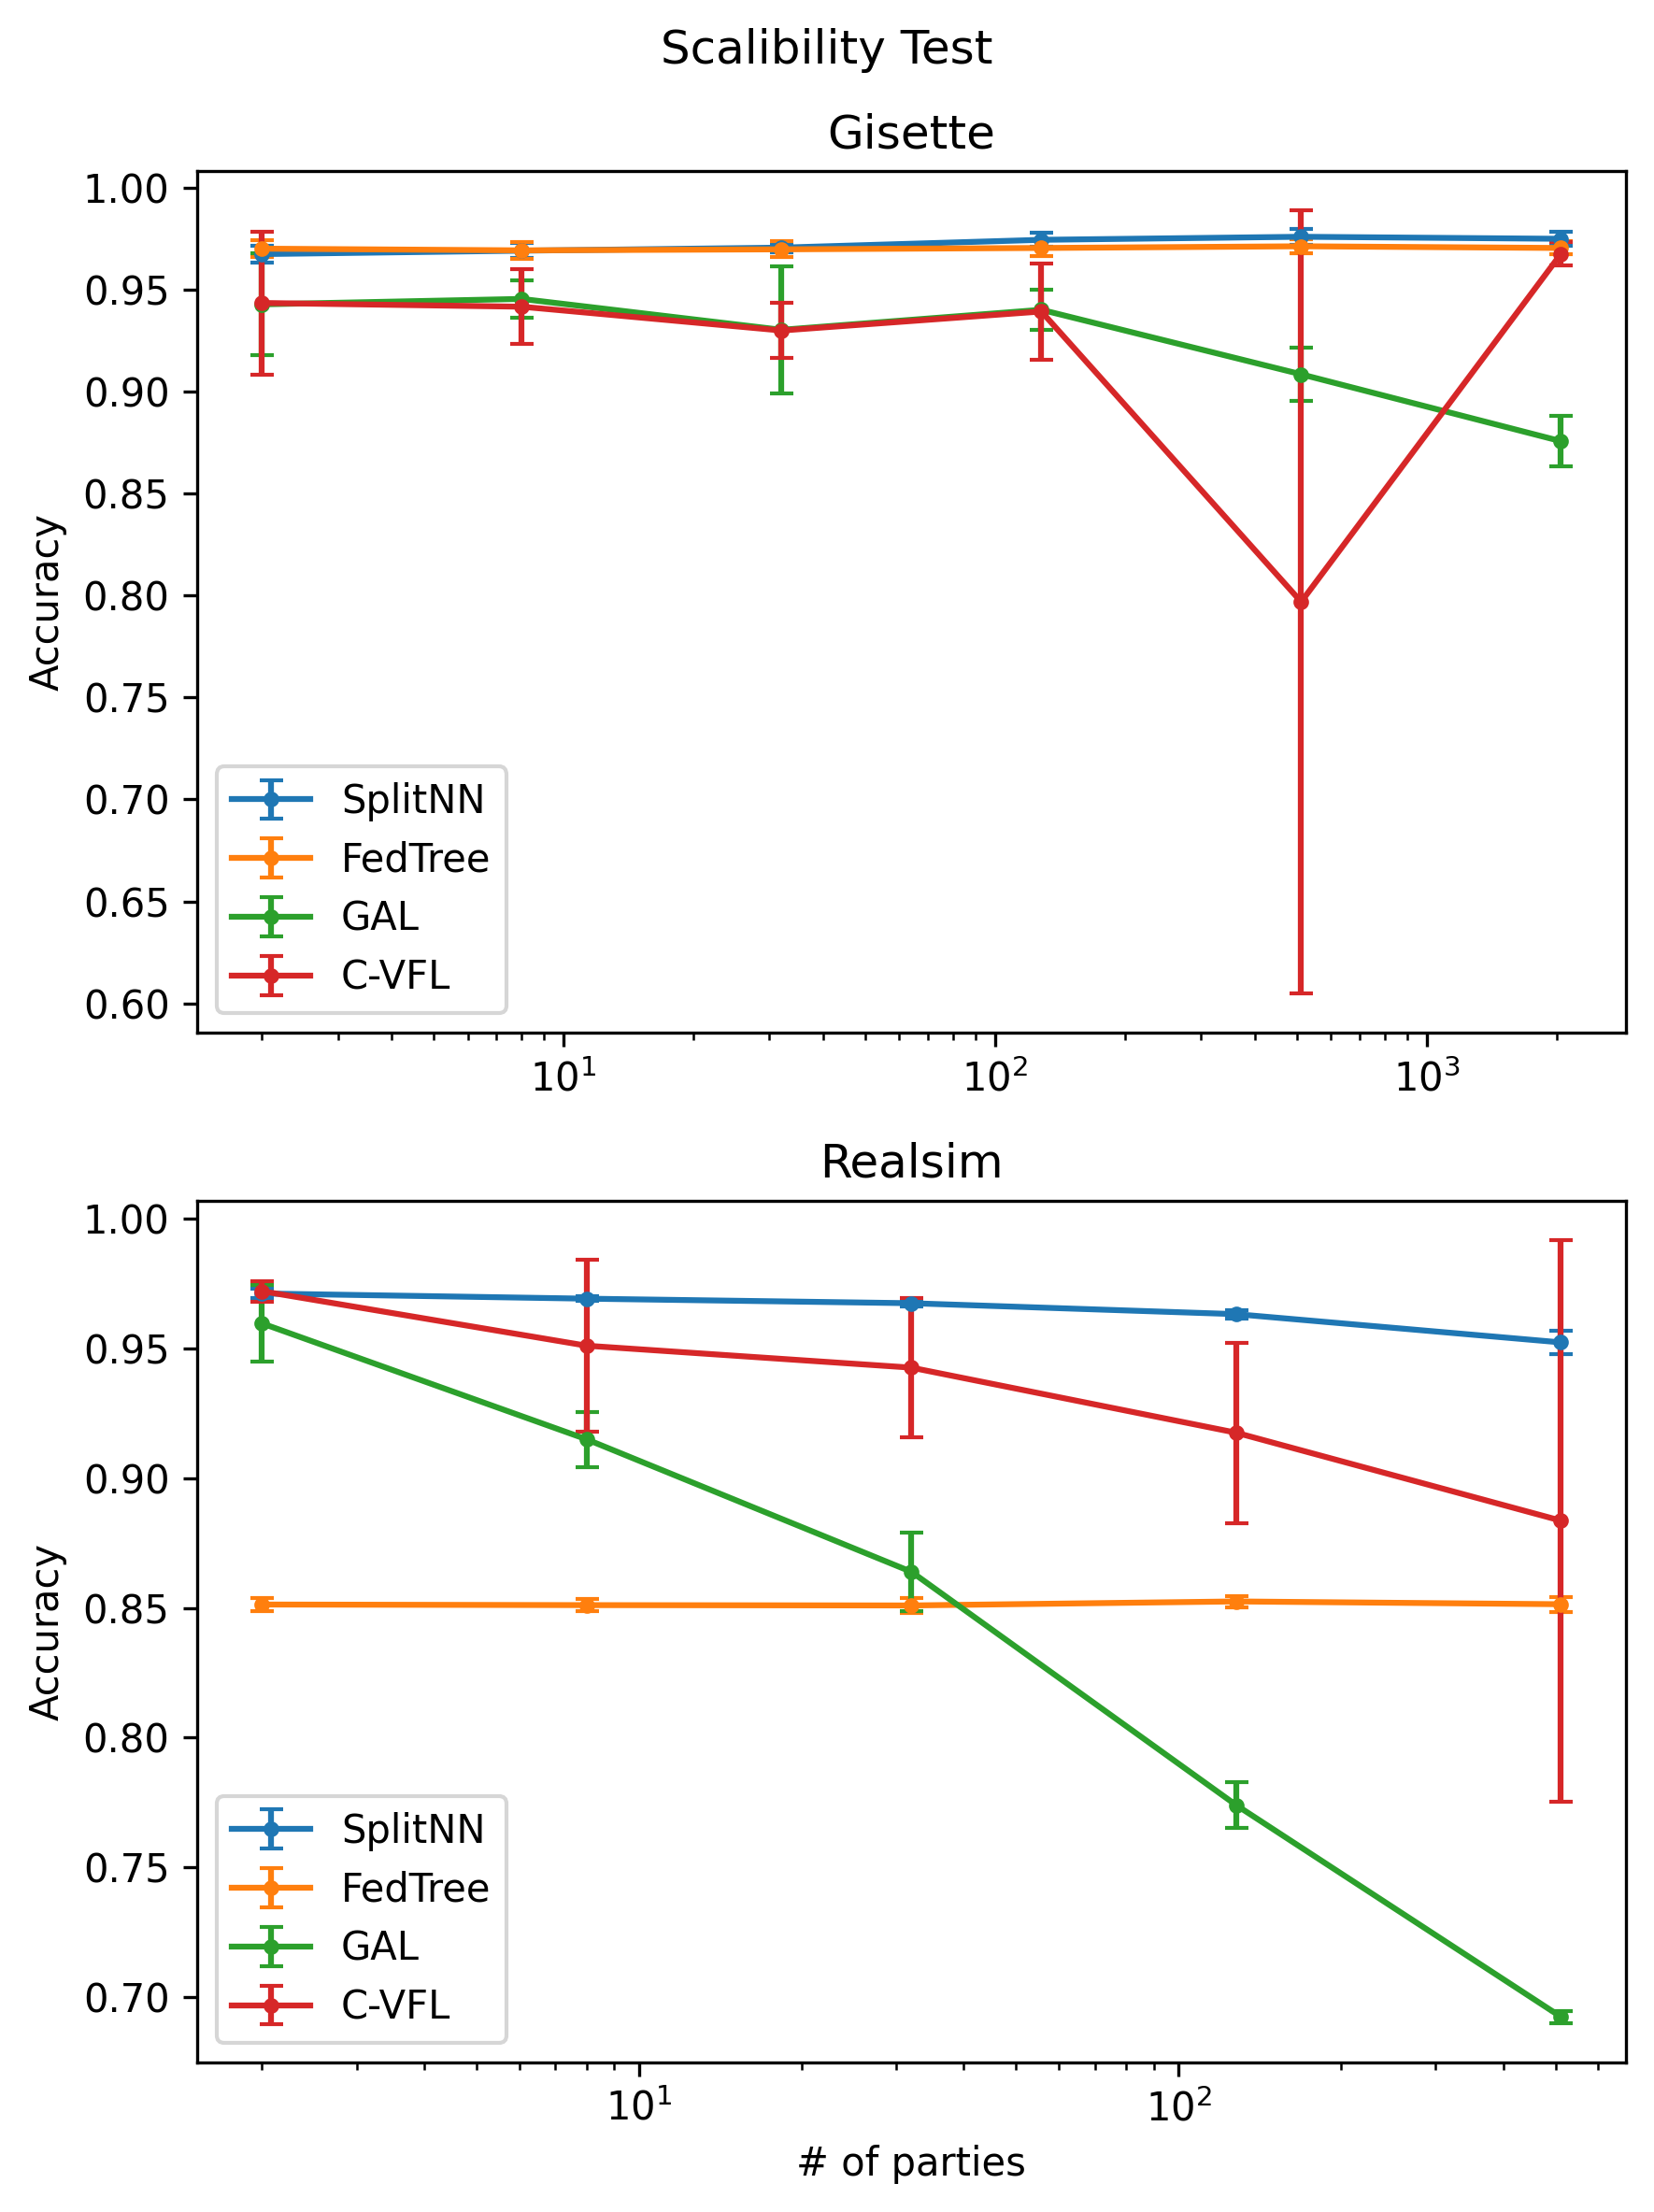 Scalibility Test
Gisette
1.00
0.95
0.90
0.85
0.80
0.75
0.70
0.65
0.60
Accuracy
SplitNN
FedTree
GAL
C-VFL
10¹ 10² 10³
Realsim
1.00
0.95
0.90
0.85
0.80
0.75
0.70
Accuracy
SplitNN
FedTree
GAL
C-VFL
10¹ 10²
# of parties